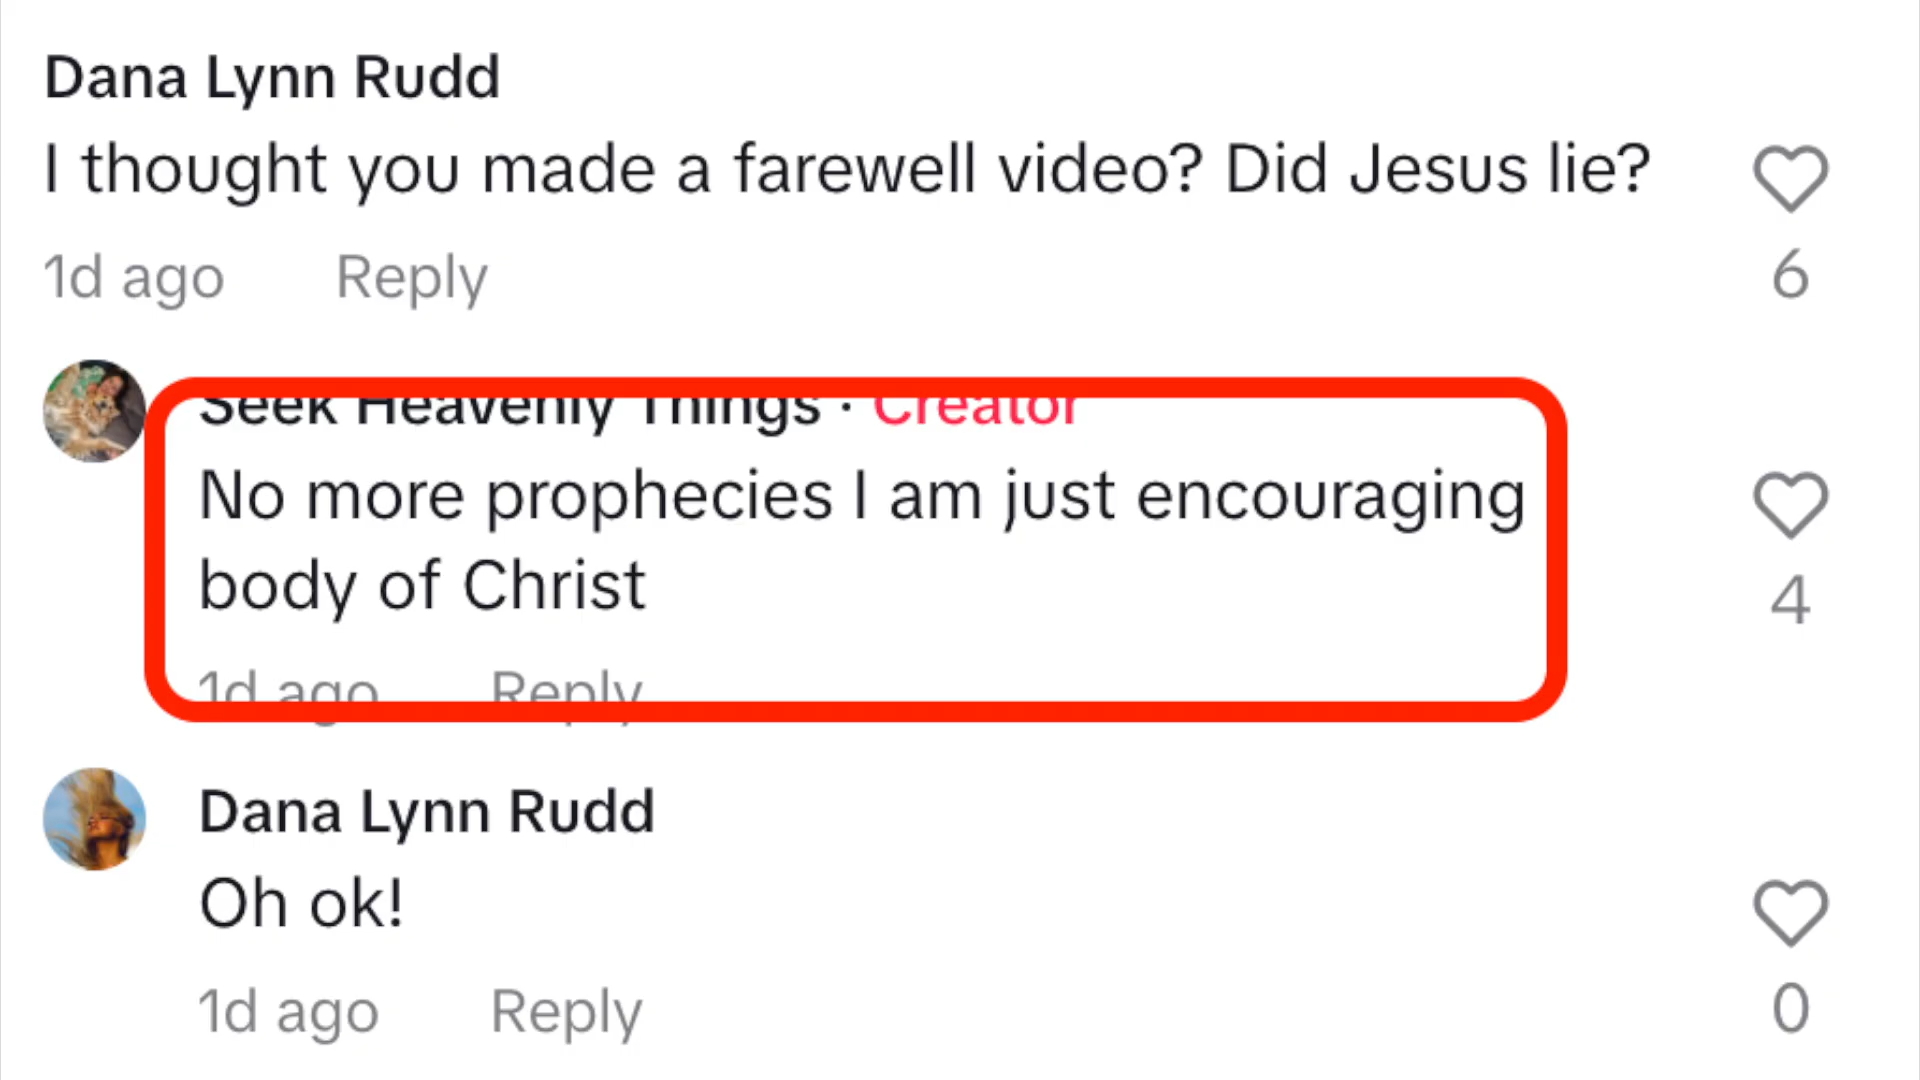 Dana Lynn Rudd
I thought you made a farewell video? Did Jesus lie?
1d ago Reply
6
Seek Heavenly Things · Creator
No more prophecies I am just encouraging
body of Christ
4
1d ago Reply
Dana Lynn Rudd
Oh ok!
1d ago Reply
0